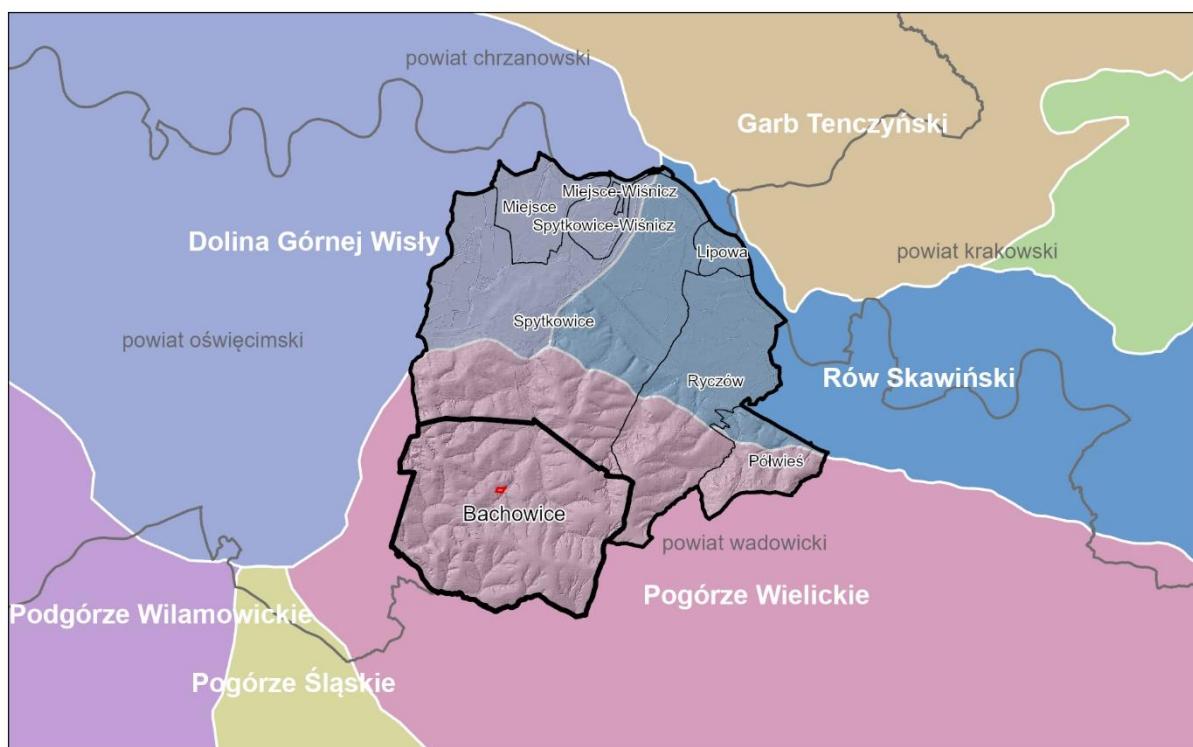 powiat chrzanowski
Garb Tenczyński
Miejsce-Wiśnicz
Miejsce
Spytkowice-Wiśnicz
Dolina Górnej Wisły
Lipowa
powiat krakowski
Spytkowice
powiat oświęcimski
Ryczów
Rów Skawiński
Półwieś
Bachowice
powiat wadowicki
Pogórze Wielickie
Podgórze Wilamowickie
Pogórze Śląskie